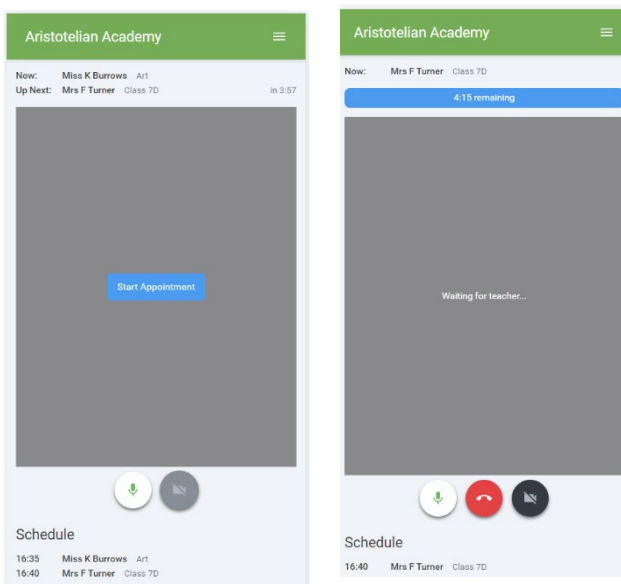 Aristotelian Academy
Now: Miss K Burrows Art
Up Next: Mrs F Turner Class 7D in 3:57
Start Appointment
Schedule
16:35 Miss K Burrows Art
16:40 Mrs F Turner Class 7D
Aristotelian Academy
Now: Mrs F Turner Class 7D
4:15 remaining
Waiting for teacher...
Schedule
16:40 Mrs F Turner Class 7D